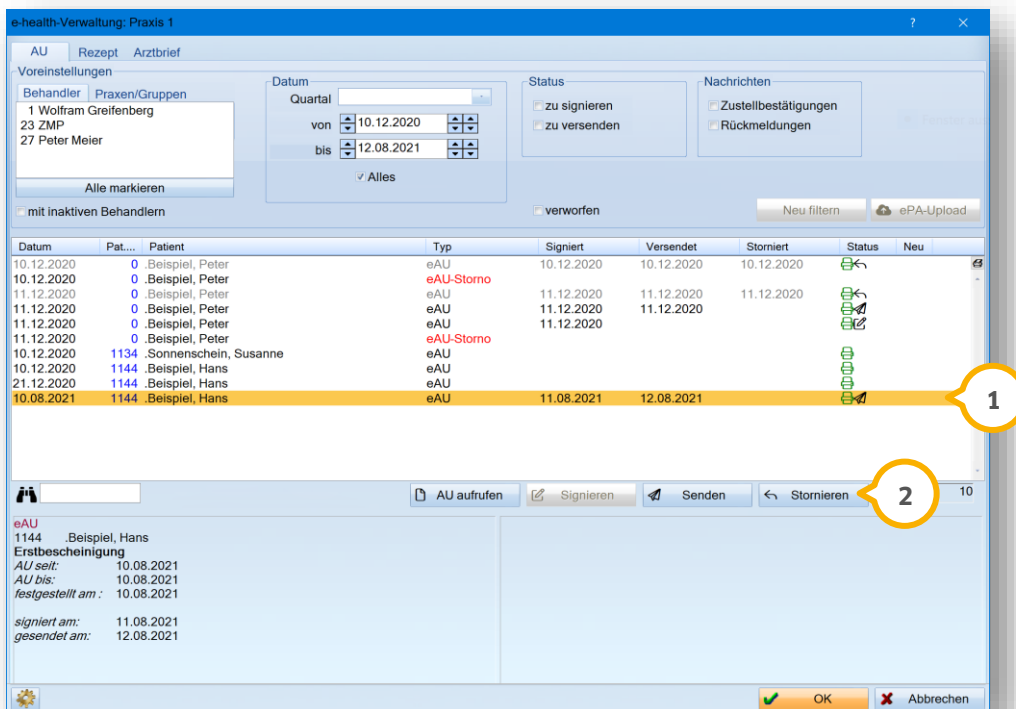 e-health-Verwaltung: Praxis 1 ?
AU Rezept Arztbrief
Voreinstellungen
Behandler Praxen/Gruppen
1 Wolfram Greifenberg
23 ZMP
27 Peter Meier
Alle markieren
mit inaktiven Behandlern
Datum
Quartal
von 10.12.2020
bis 12.08.2021
Alles
Status
zu signieren
zu versenden
verworfen
Nachrichten
Zustellbestätigungen
Rückmeldungen
Neu filtern ePA-Upload
Datum Pat.... Patient Typ Signiert Versendet Storniert Status Neu
10.12.2020 0 .Beispiel, Peter eAU 10.12.2020 10.12.2020 10.12.2020
10.12.2020 0 .Beispiel, Peter eAU-Storno
11.12.2020 0 .Beispiel, Peter eAU 11.12.2020 11.12.2020 11.12.2020
11.12.2020 0 .Beispiel, Peter eAU 11.12.2020 11.12.2020
11.12.2020 0 .Beispiel, Peter eAU 11.12.2020
11.12.2020 0 .Beispiel, Peter eAU-Storno
10.12.2020 1134 .Sonnenschein, Susanne eAU
10.12.2020 1144 .Beispiel, Hans eAU
21.12.2020 1144 .Beispiel, Hans eAU
10.08.2021 1144 .Beispiel, Hans eAU 11.08.2021 12.08.2021
1
AU aufrufen Signieren Senden Stornieren 10
2
eAU
1144 .Beispiel, Hans
Erstbescheinigung
AU seit: 10.08.2021
AU bis: 10.08.2021
festgestellt am : 10.08.2021
signiert am: 11.08.2021
gesendet am: 12.08.2021
OK Abbrechen